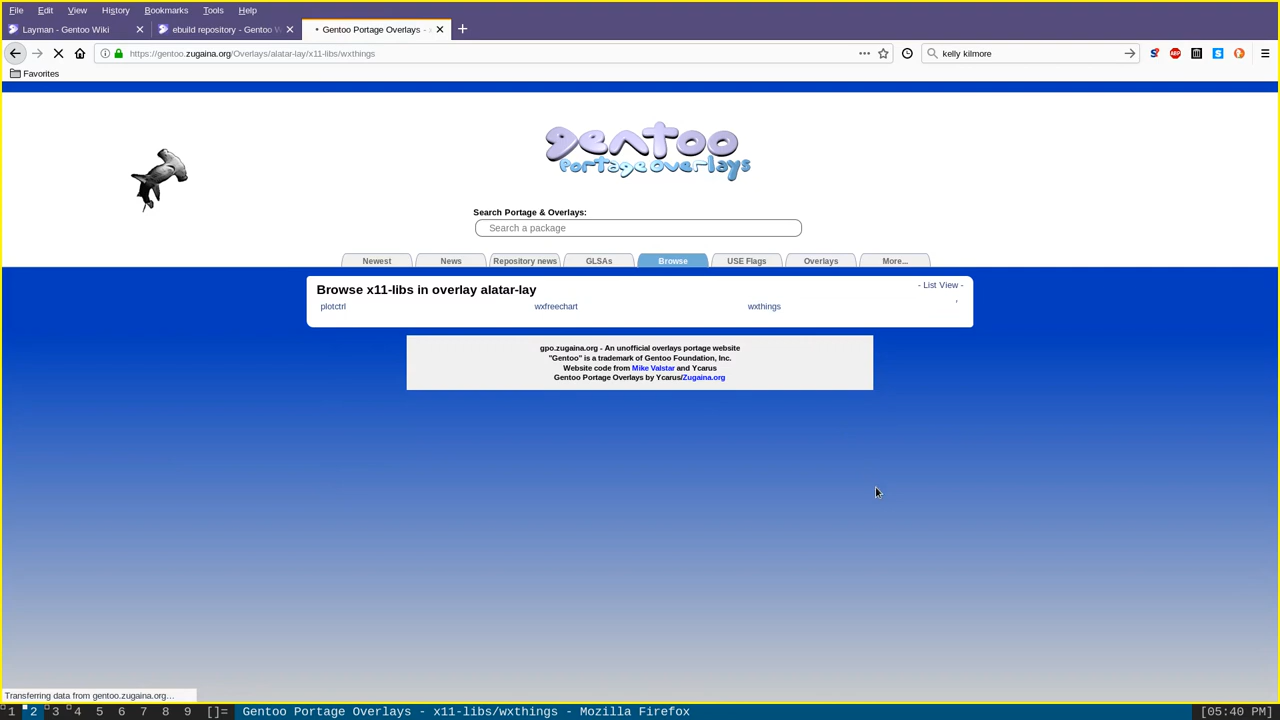 File Edit View History Bookmarks Tools Help
Layman - Gentoo Wiki ebuild repository - Gentoo W Gentoo Portage Overlays -
https://gentoo.zugaina.org/Overlays/alatar-lay/x11-libs/wxthings kelly kilmore
Favorites
gentoo
portage overlays
Search Portage & Overlays:
Search a package
Newest News Repository news GLSAs Browse USE Flags Overlays More...
Browse x11-libs in overlay alatar-lay
- List View -
plotctrl wxfreechart wxthings ,
gpo.zugaina.org - An unofficial overlays portage website
"Gentoo" is a trademark of Gentoo Foundation, Inc.
Website code from Mike Valstar and Ycarus
Gentoo Portage Overlays by Ycarus/Zugaina.org
Transferring data from gentoo.zugaina.org…
1 2 3 4 5 6 7 8 9 []= Gentoo Portage Overlays - x11-libs/wxthings - Mozilla Firefox [05:40 PM]